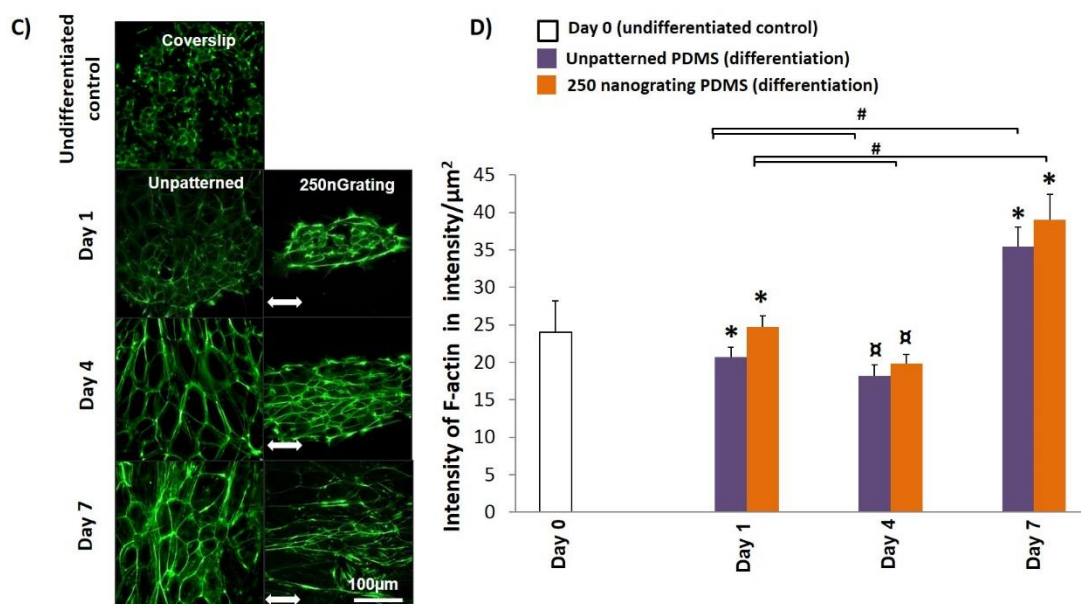 C)
Undifferentiated
control
Coverslip
Day 1
Unpatterned
250nGrating
Day 4
Day 7
100µm
D)
Day 0 (undifferentiated control)
Unpatterned PDMS (differentiation)
250 nanograting PDMS (differentiation)
#
#
Intensity of F-actin in intensity/µm²
45
40
35
30
25
20
15
10
5
0
*
*
¤
¤
*
*
Day 0
Day 1
Day 4
Day 7